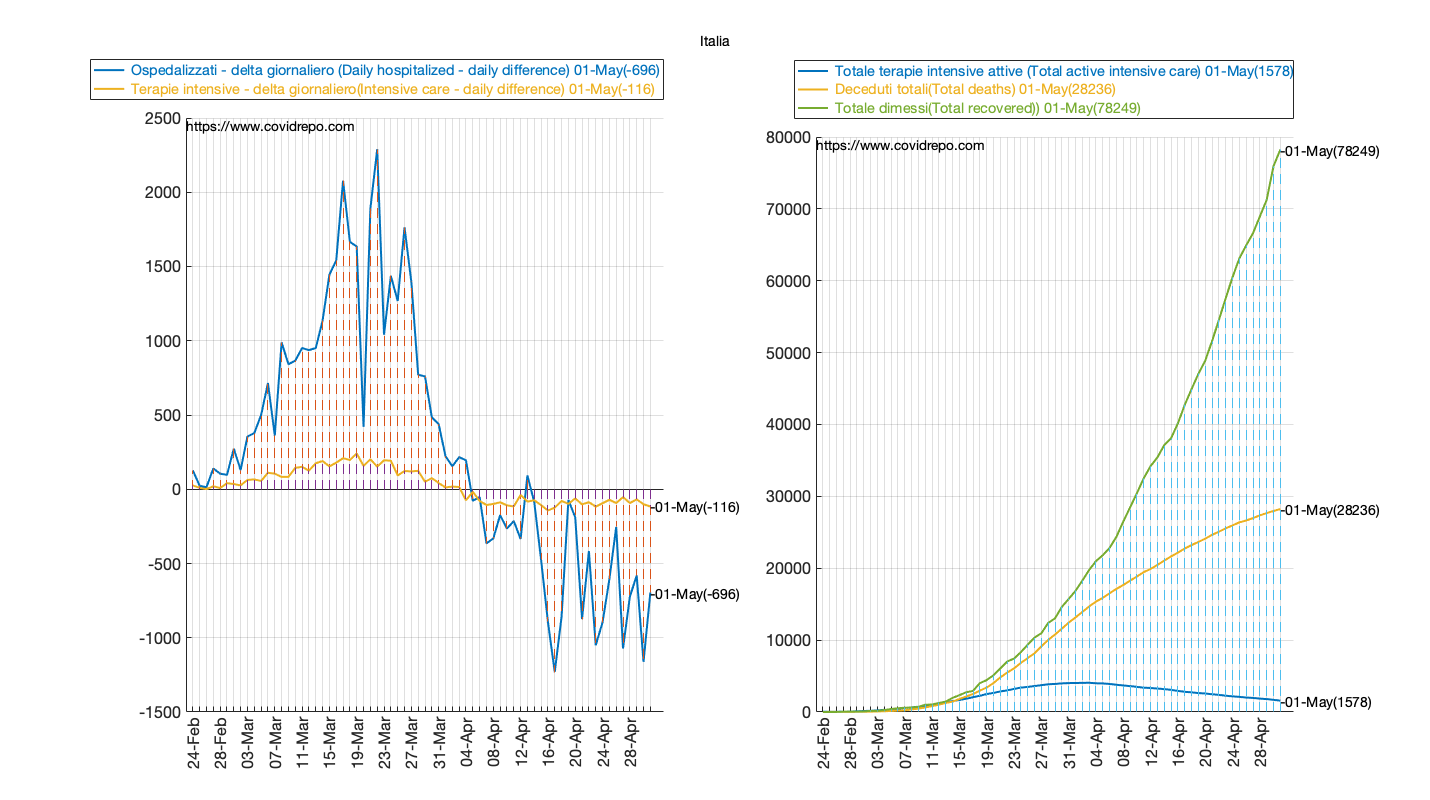 Italia
Ospedalizzati - delta giornaliero (Daily hospitalized - daily difference) 01-May(-696)
Terapie intensive - delta giornaliero(Intensive care - daily difference) 01-May(-116)
2500
2000
1500
1000
500
0
-500
-1000
-1500
https://www.covidrepo.com
01-May(-116)
01-May(-696)
24-Feb
28-Feb
03-Mar
07-Mar
11-Mar
15-Mar
19-Mar
23-Mar
27-Mar
31-Mar
04-Apr
08-Apr
12-Apr
16-Apr
20-Apr
24-Apr
28-Apr
Totale terapie intensive attive (Total active intensive care) 01-May(1578)
Deceduti totali(Total deaths) 01-May(28236)
Totale dimessi(Total recovered)) 01-May(78249)
80000
70000
60000
50000
40000
30000
20000
10000
0
https://www.covidrepo.com
01-May(78249)
01-May(28236)
01-May(1578)
24-Feb
28-Feb
03-Mar
07-Mar
11-Mar
15-Mar
19-Mar
23-Mar
27-Mar
31-Mar
04-Apr
08-Apr
12-Apr
16-Apr
20-Apr
24-Apr
28-Apr